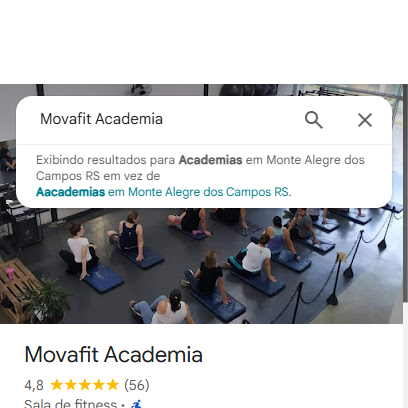 Movafit Academia
Exibindo resultados para Academias em Monte Alegre dos
Campos RS em vez de
Aacademias em Monte Alegre dos Campos RS.
Movafit Academia
4,8 ★★★★★ (56)
Sala de fitness ·